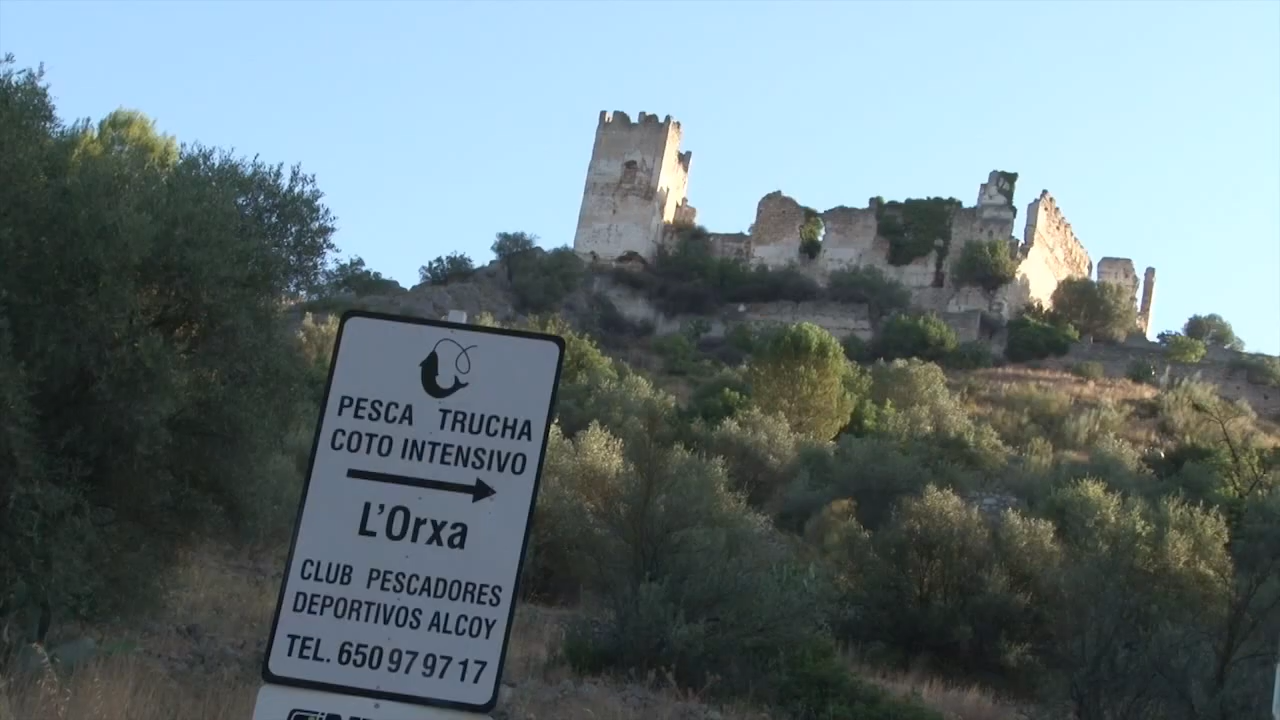 PESCA TRUCHA
COTO INTENSIVO
L'Orxa
CLUB PESCADORES
DEPORTIVOS ALCOY
TEL. 650 97 97 17